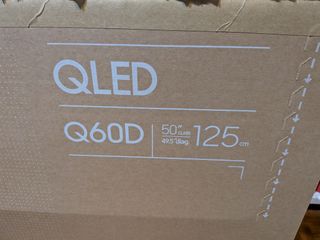 QLED
Q60D
50" CLASS
49.5" diag
125 cm